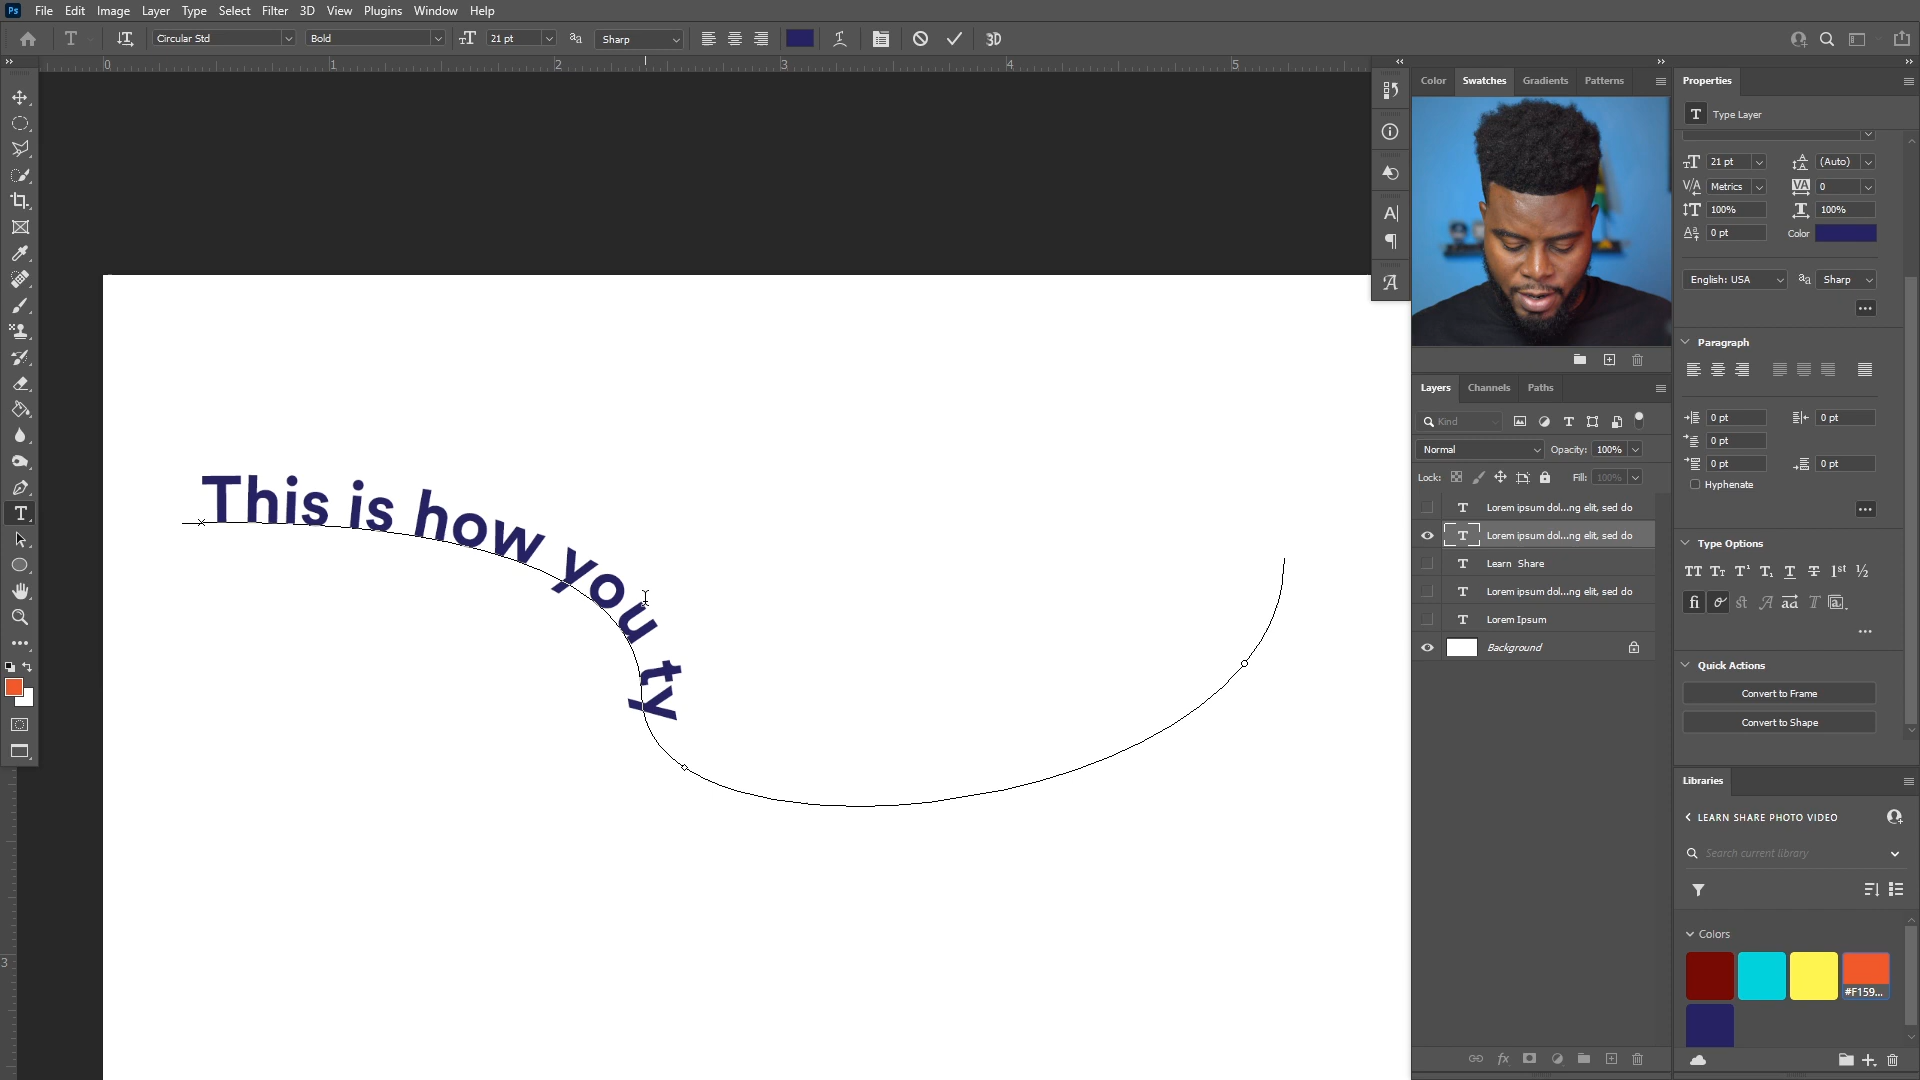 Ps File Edit Image Layer Type Select Filter 3D View Plugins Window Help
Circular Std Bold 21 pt Sharp 3D
0 1 2 3 4 5
Color Swatches Gradients Patterns
Properties
Type Layer
21 pt (Auto)
Metrics 0
100% 100%
0 pt Color
English: USA Sharp
Paragraph
0 pt 0 pt
0 pt
0 pt 0 pt
Hyphenate
Type Options
Quick Actions
Convert to Frame
Convert to Shape
Layers Channels Paths
Kind
Normal Opacity: 100%
Lock: Fill: 100%
Lorem ipsum dol...ng elit, sed do
Lorem ipsum dol...ng elit, sed do
Learn Share
Lorem ipsum dol...ng elit, sed do
Lorem Ipsum
Background
This is how you ty
3
Libraries
LEARN SHARE PHOTO VIDEO
Search current library
Colors
#F159...